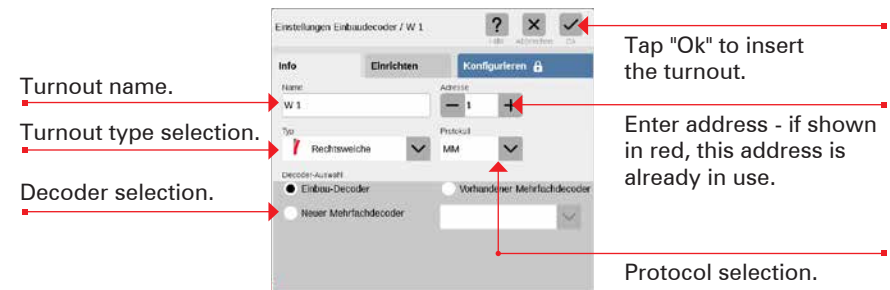 Einstellungen Einbaudecoder / W 1
Hilfe Abbrechen OK
Tap "Ok" to insert
the turnout.
Info Einrichten Konfigurieren
Turnout name.
Name Adresse
W 1 1
Enter address - if shown
in red, this address is
already in use.
Turnout type selection.
Typ Protokoll
Rechtsweiche MM
Decoder selection.
Decoder-Auswahl
Einbau-Decoder Vorhandener Mehrfachdecoder
Neuer Mehrfachdecoder
Protocol selection.